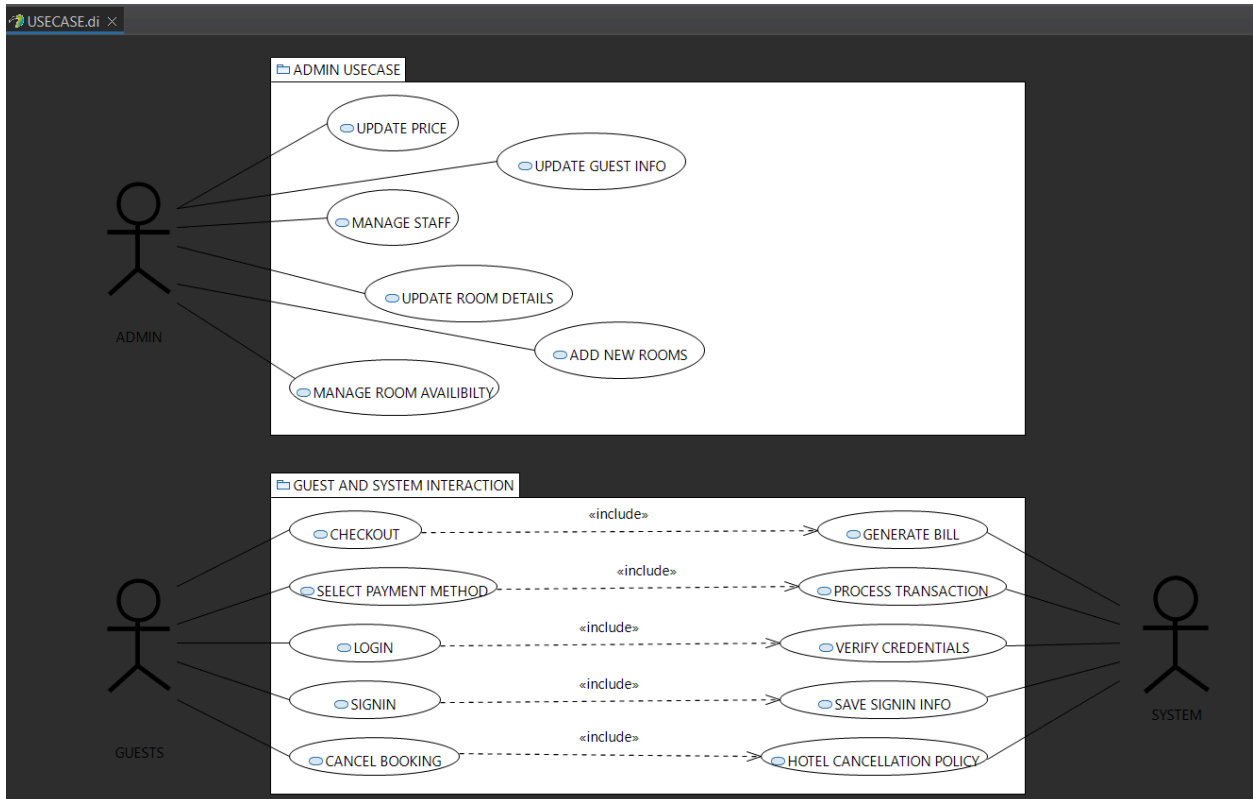 USECASE.di
ADMIN USECASE
UPDATE PRICE
UPDATE GUEST INFO
MANAGE STAFF
UPDATE ROOM DETAILS
ADMIN
ADD NEW ROOMS
MANAGE ROOM AVAILIBILTY
GUEST AND SYSTEM INTERACTION
CHECKOUT
«include»
GENERATE BILL
SELECT PAYMENT METHOD
«include»
PROCESS TRANSACTION
LOGIN
«include»
VERIFY CREDENTIALS
SIGNIN
«include»
SAVE SIGNIN INFO
SYSTEM
GUESTS
CANCEL BOOKING
«include»
HOTEL CANCELLATION POLICY